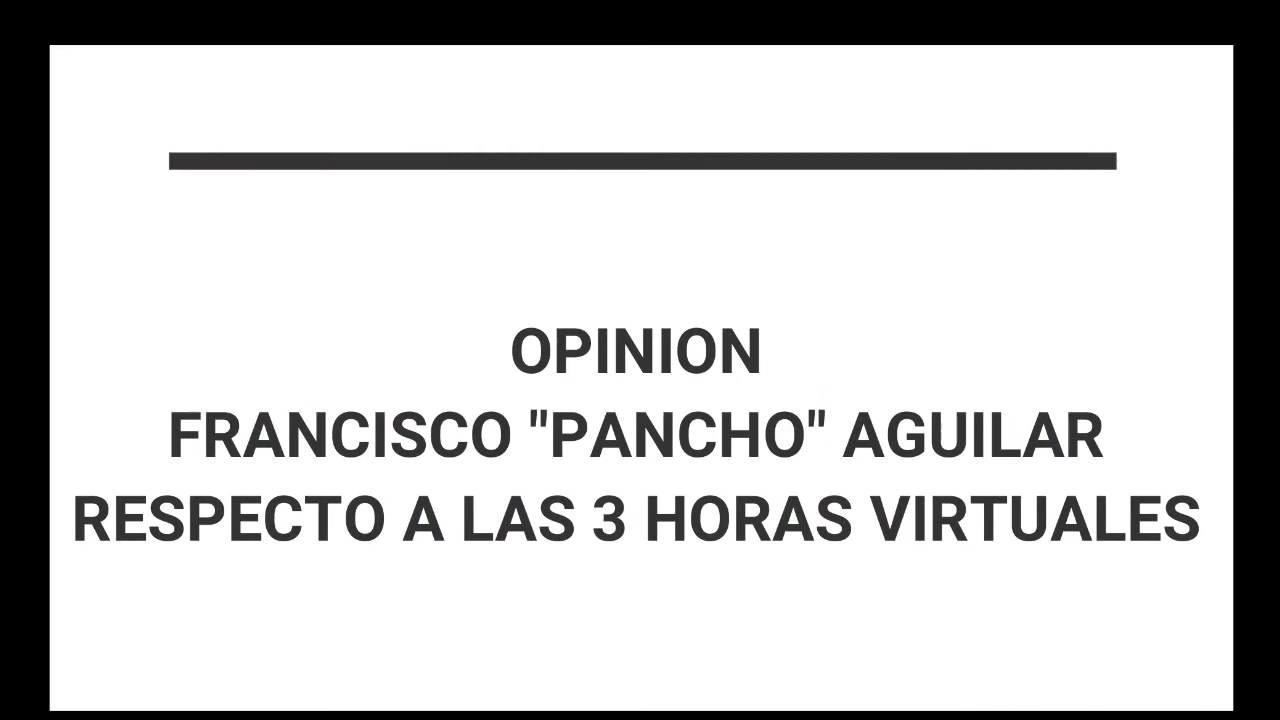 OPINION
FRANCISCO "PANCHO" AGUILAR
RESPECTO A LAS 3 HORAS VIRTUALES